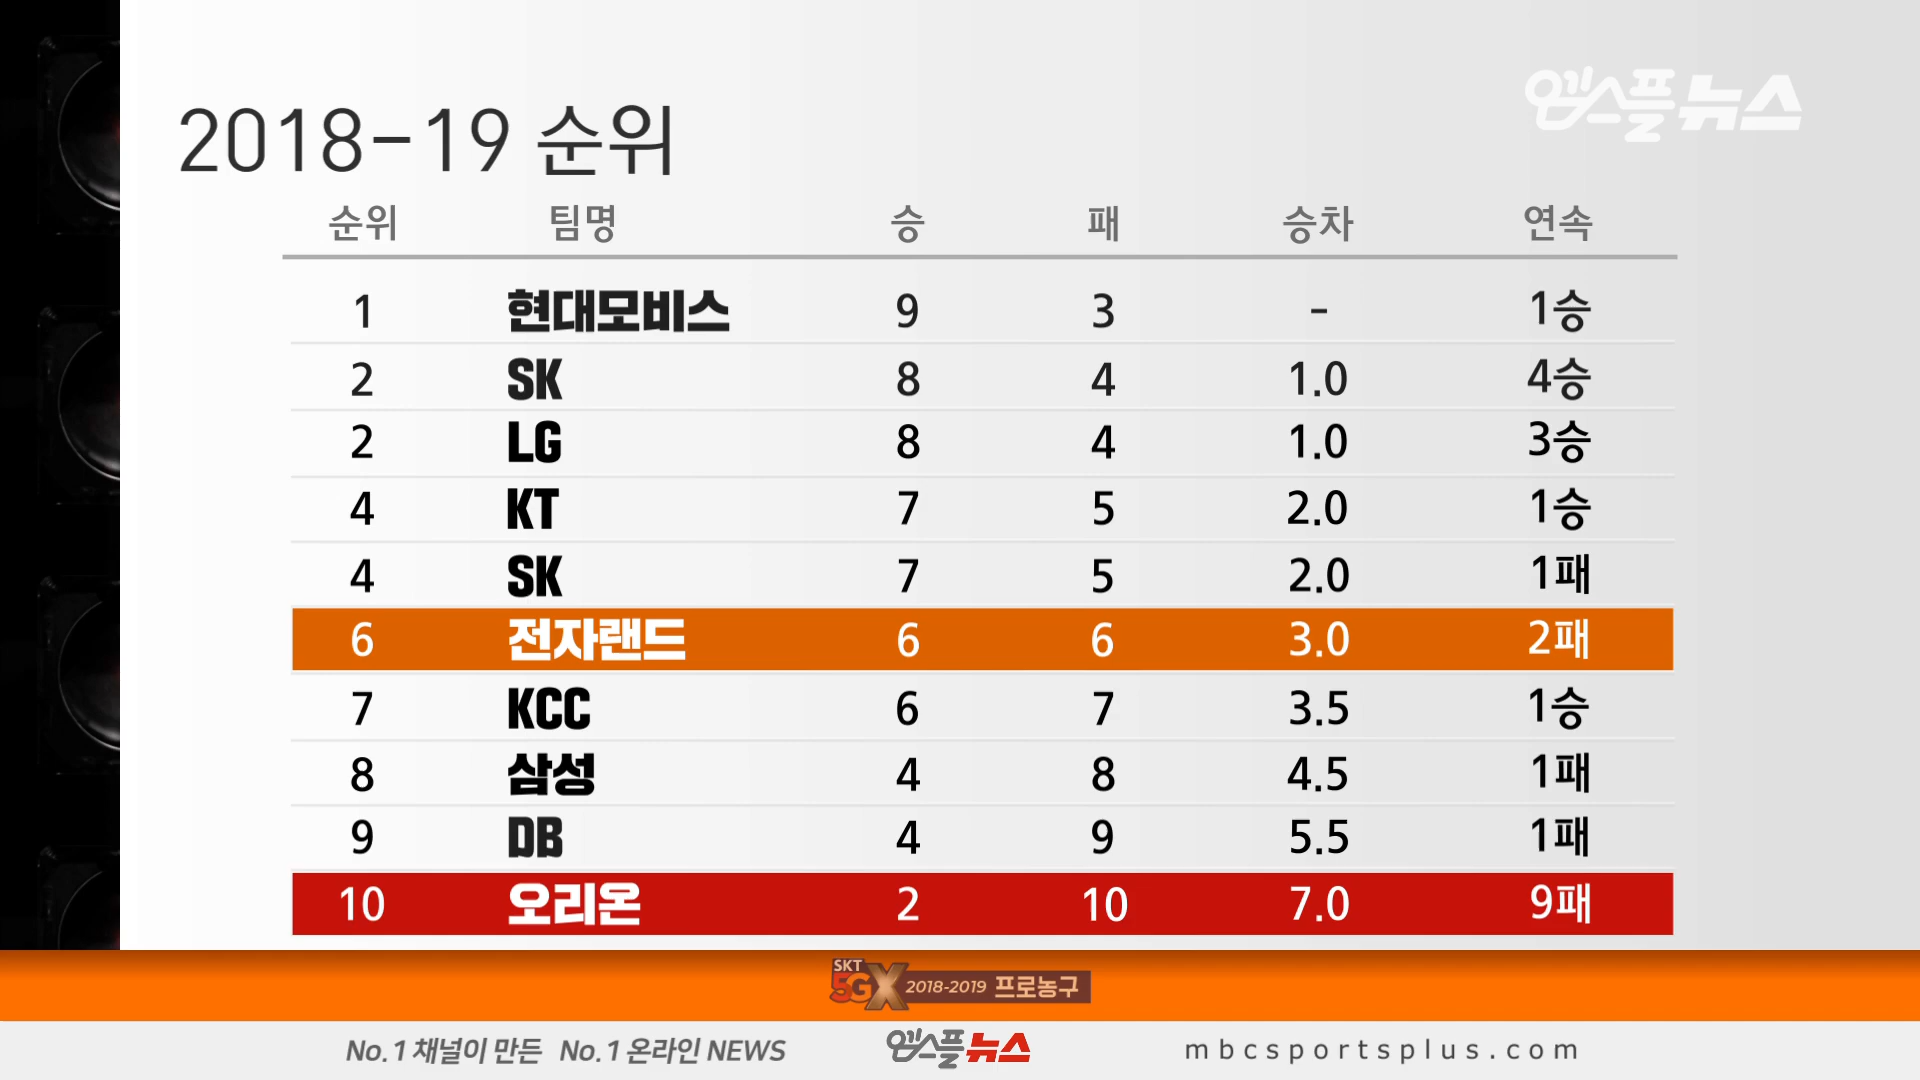 엠스플뉴스
2018-19 순위
순위 팀명 승 패 승차 연속
1 현대모비스 9 3 - 1승
2 SK 8 4 1.0 4승
2 LG 8 4 1.0 3승
4 KT 7 5 2.0 1승
4 SK 7 5 2.0 1패
6 전자랜드 6 6 3.0 2패
7 KCC 6 7 3.5 1승
8 삼성 4 8 4.5 1패
9 DB 4 9 5.5 1패
10 오리온 2 10 7.0 9패
SKT 5GX 2018-2019 프로농구
No.1 채널이 만든 No.1 온라인 NEWS 엠스플뉴스 mbcsportsplus.com